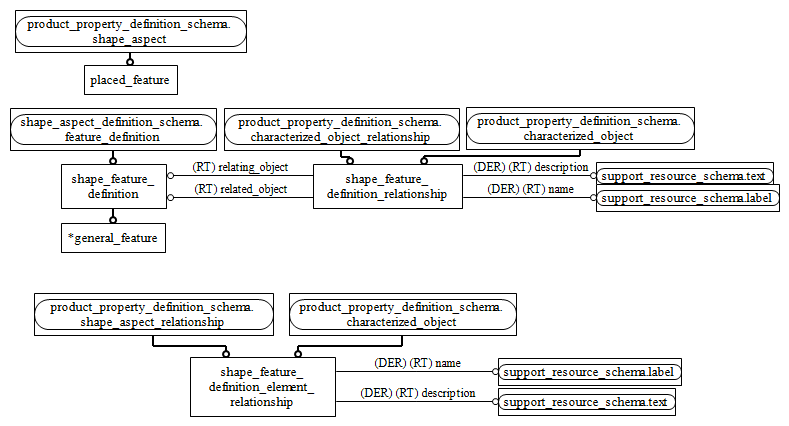 product_property_definition_schema.
shape_aspect
placed_feature
shape_aspect_definition_schema.
feature_definition
product_property_definition_schema.
characterized_object_relationship
product_property_definition_schema.
characterized_object
shape_feature_
definition
(RT) relating_object
(RT) related_object
shape_feature_
definition_relationship
(DER) (RT) description
support_resource_schema.text
(DER) (RT) name
support_resource_schema.label
*general_feature
product_property_definition_schema.
shape_aspect_relationship
product_property_definition_schema.
characterized_object
shape_feature_
definition_element_
relationship
(DER) (RT) name
support_resource_schema.label
(DER) (RT) description
support_resource_schema.text